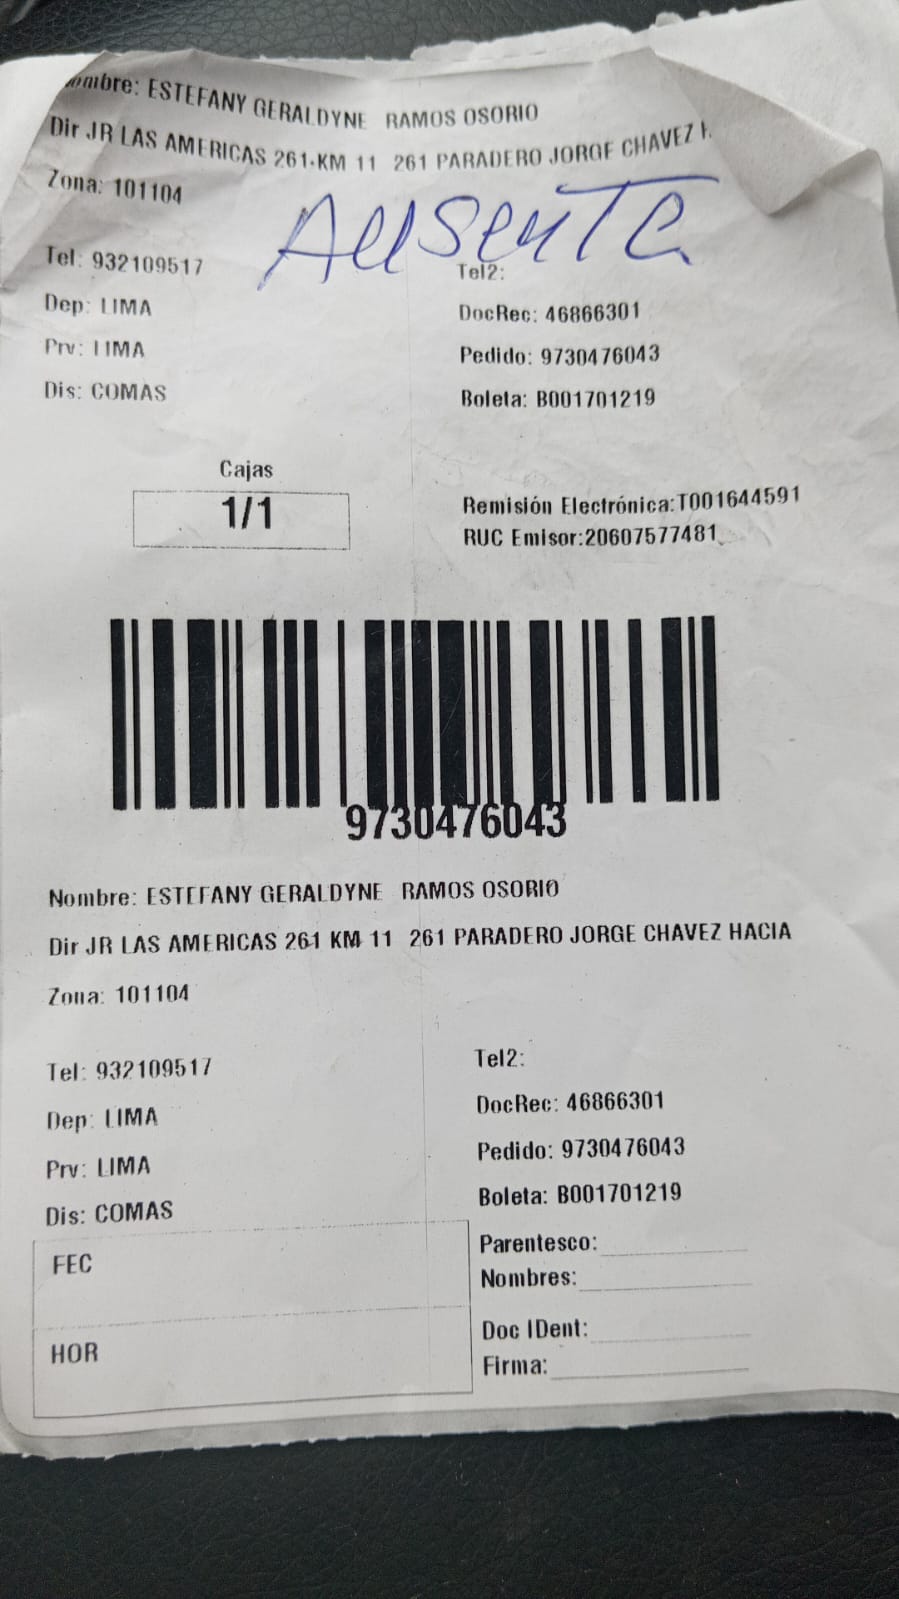 ombre: ESTEFANY GERALDYNE RAMOS OSORIO
Dir JR LAS AMERICAS 261 KM 11 261 PARADERO JORGE CHAVEZ H
Zona: 101104
Ausente
Tel: 932109517 Tel2:
Dep: LIMA DocRec: 46866301
Prv: LIMA Pedido: 9730476043
Dis: COMAS Boleta: B001701219
Cajas
1/1
Remisión Electrónica:T001644591
RUC Emisor:20607577481
9730476043
Nombre: ESTEFANY GERALDYNE RAMOS OSORIO
Dir JR LAS AMERICAS 261 KM 11 261 PARADERO JORGE CHAVEZ HACIA
Zona: 101104
Tel: 932109517 Tel2:
Dep: LIMA DocRec: 46866301
Prv: LIMA Pedido: 9730476043
Dis: COMAS Boleta: B001701219
FEC Parentesco:
Nombres:
HOR Doc IDent:
Firma: